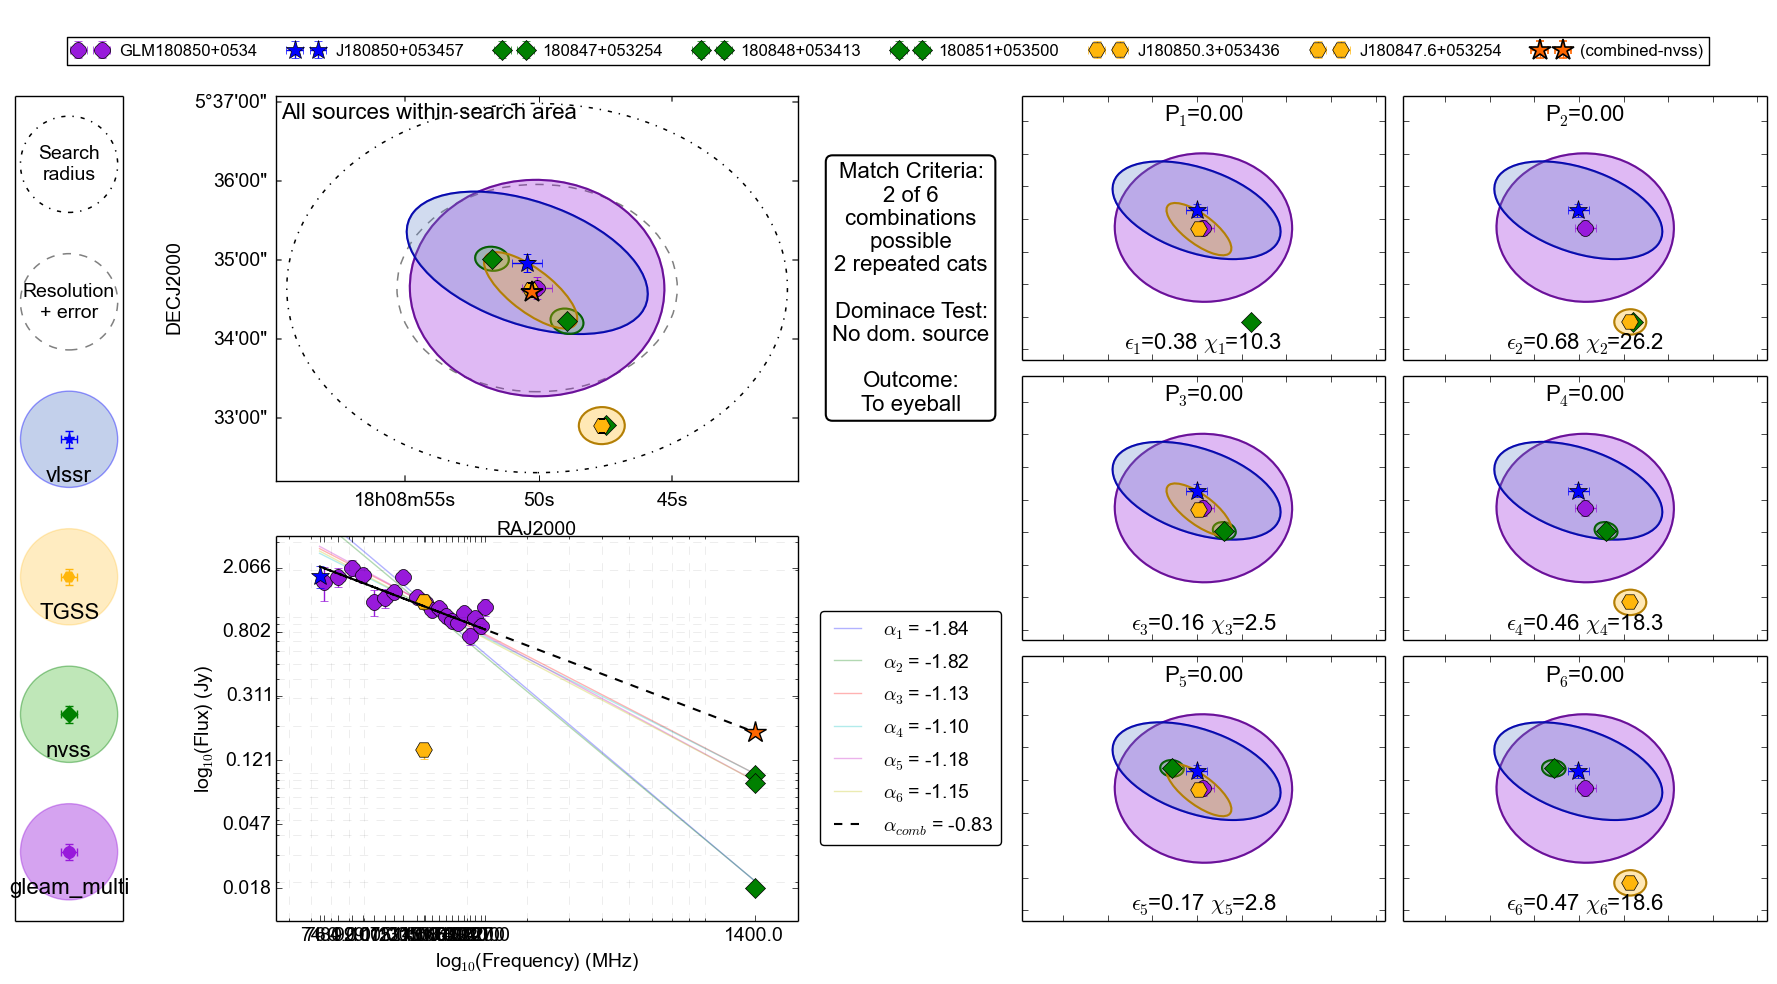 GLM180850+0534 J180850+053457 180847+053254 180848+053413 180851+053500 J180850.3+053436 J180847.6+053254 (combined-nvss)
Search
radius
Resolution
+ error
vlssr
TGSS
nvss
gleam_multi
All sources within search area
5°37'00"
36'00"
35'00"
34'00"
33'00"
DECJ2000
18h08m55s 50s 45s
RAJ2000
Match Criteria:
2 of 6
combinations
possible
2 repeated cats
Dominace Test:
No dom. source
Outcome:
To eyeball
2.066
0.802
0.311
0.121
0.047
0.018
log10(Flux) (Jy)
1400.0
log10(Frequency) (MHz)
α1 = -1.84
α2 = -1.82
α3 = -1.13
α4 = -1.10
α5 = -1.18
α6 = -1.15
αcomb = -0.83
P1=0.00
ϵ1=0.38 χ1=10.3
P2=0.00
ϵ2=0.68 χ2=26.2
P3=0.00
ϵ3=0.16 χ3=2.5
P4=0.00
ϵ4=0.46 χ4=18.3
P5=0.00
ϵ5=0.17 χ5=2.8
P6=0.00
ϵ6=0.47 χ6=18.6